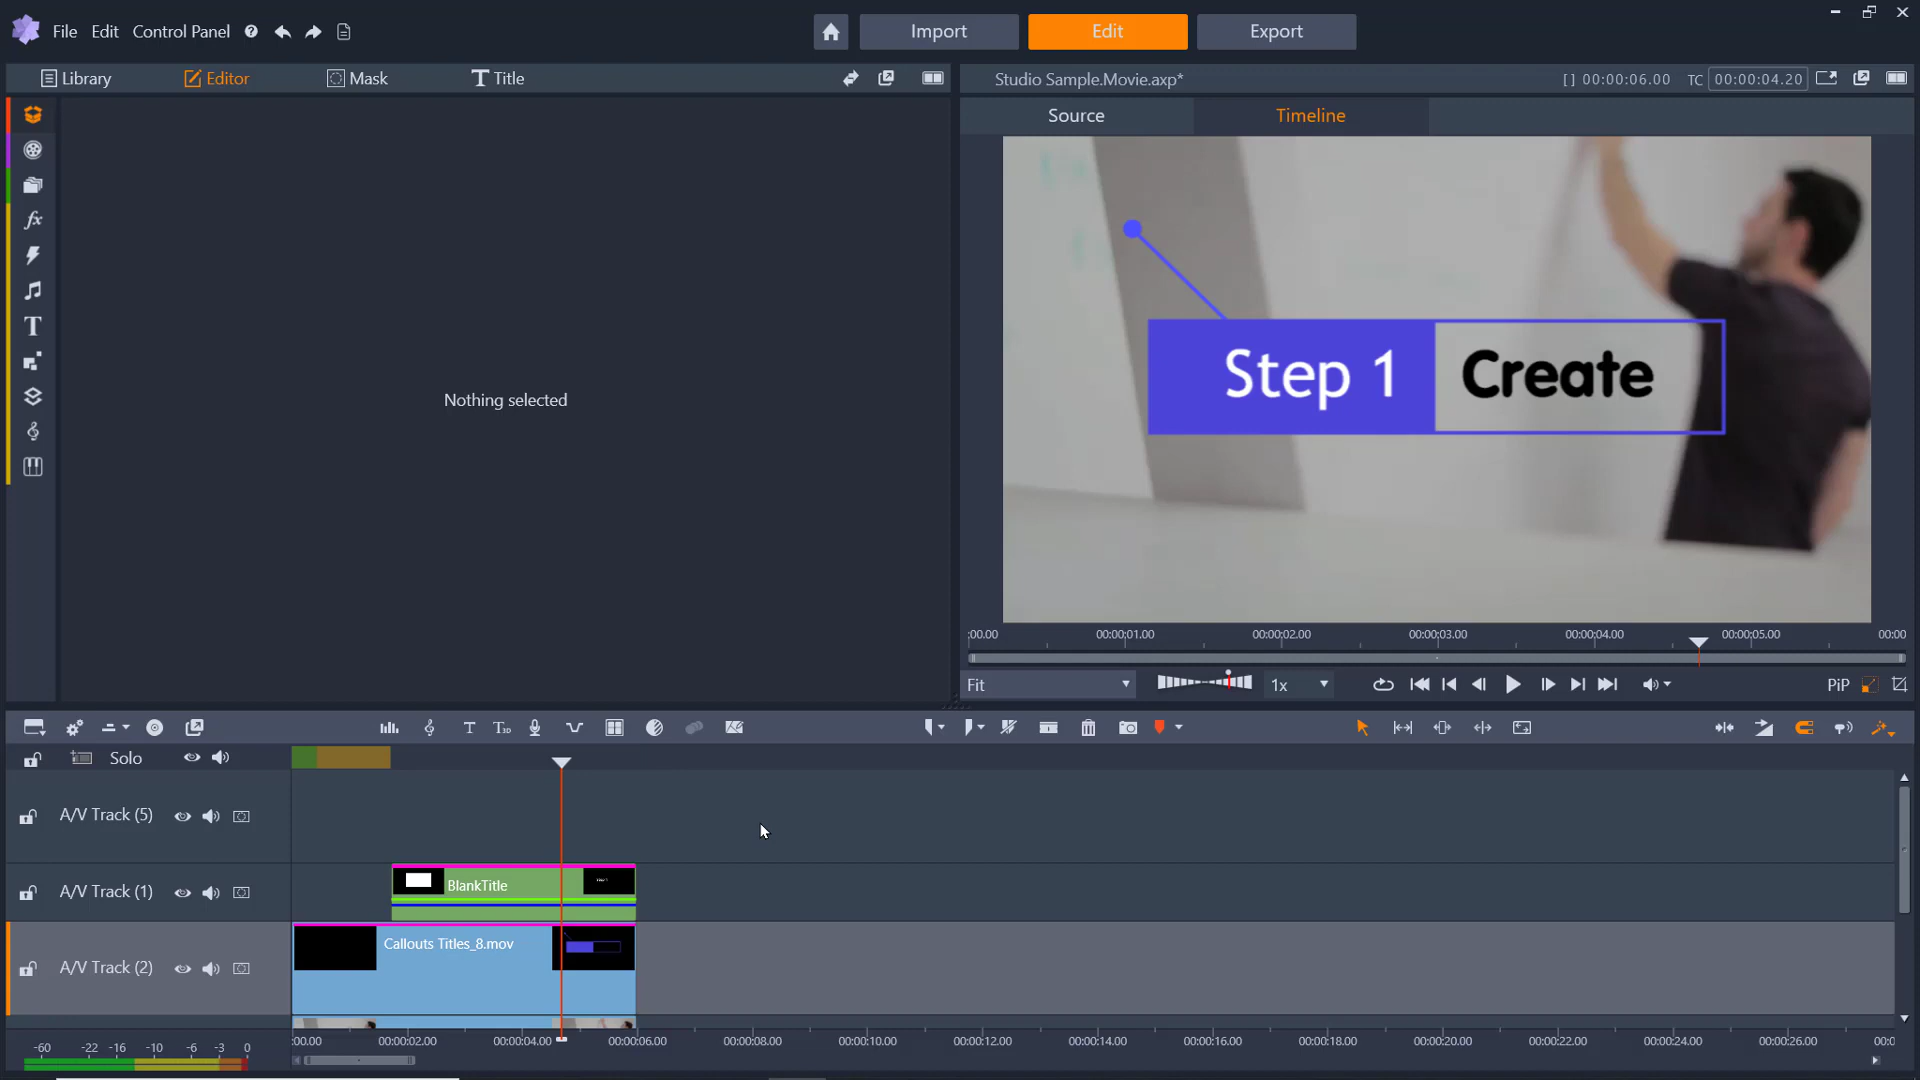 File Edit Control Panel
Import Edit Export
Library Editor Mask Title
Studio Sample.Movie.axp* [ ] 00:00:06.00 TC 00:00:04.20
Source Timeline
Nothing selected
Step 1 Create
:00.00 00:00:01.00 00:00:02.00 00:00:03.00 00:00:04.00 00:00:05.00 00:00
Fit 1x PiP
Solo
A/V Track (5)
A/V Track (1) BlankTitle
A/V Track (2) Callouts Titles_8.mov
:00.00 00:00:02.00 00:00:04.00 00:00:06.00 00:00:08.00 00:00:10.00 00:00:12.00 00:00:14.00 00:00:16.00 00:00:18.00 00:00:20.00 00:00:22.00 00:00:24.00 00:00:26.00 00:0
-60 -22 -16 -10 -6 -3 0